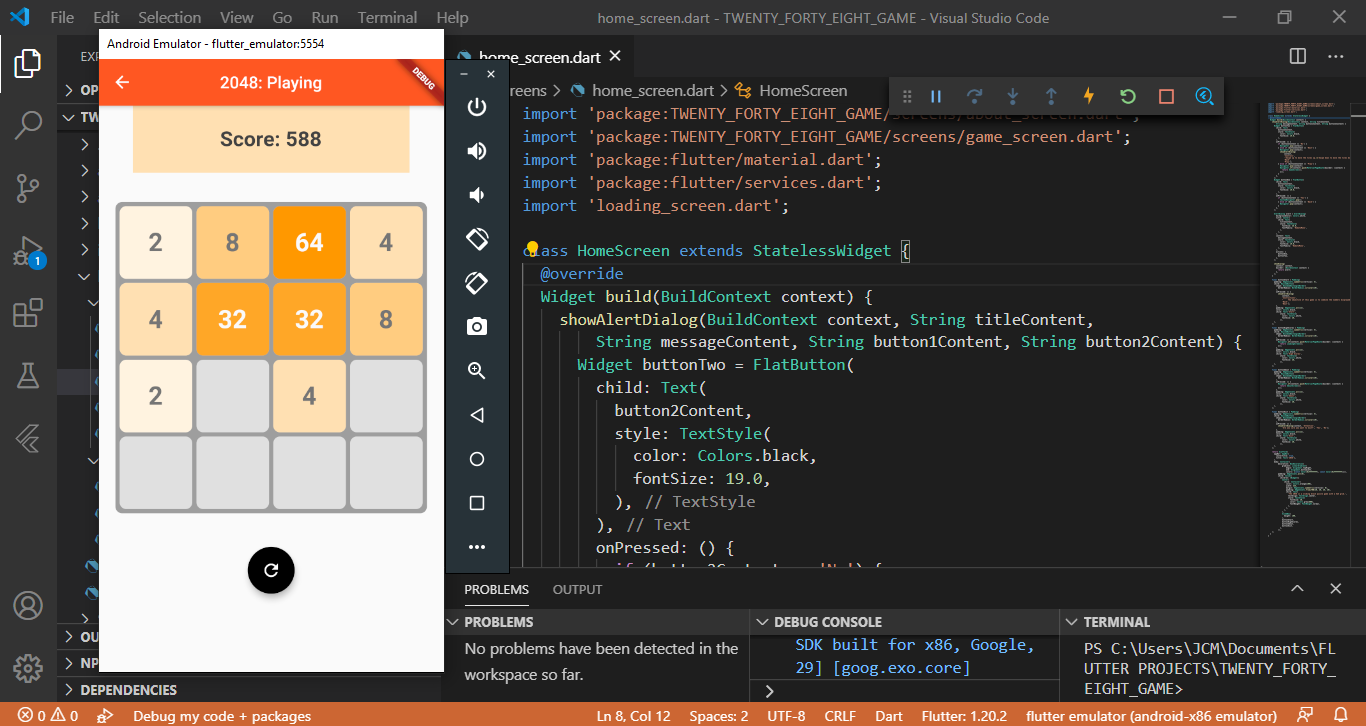 File Edit Selection View Go Run Terminal Help
home_screen.dart - TWENTY_FORTY_EIGHT_GAME - Visual Studio Code
Android Emulator - flutter_emulator:5554
2048: Playing
DEBUG
Score: 588
2 8 64 4
4 32 32 8
2 4
home_screen.dart
home_screen.dart > HomeScreen
import 'package:TWENTY_FORTY_EIGHT_GAME/screens/about_screen.dart';
import 'package:TWENTY_FORTY_EIGHT_GAME/screens/game_screen.dart';
import 'package:flutter/material.dart';
import 'package:flutter/services.dart';
import 'loading_screen.dart';
class HomeScreen extends StatelessWidget {
@override
Widget build(BuildContext context) {
showAlertDialog(BuildContext context, String titleContent,
String messageContent, String button1Content, String button2Content) {
Widget buttonTwo = FlatButton(
child: Text(
button2Content,
style: TextStyle(
color: Colors.black,
fontSize: 19.0,
), // TextStyle
), // Text
onPressed: () {
PROBLEMS OUTPUT
PROBLEMS
No problems have been detected in the
workspace so far.
DEBUG CONSOLE
SDK built for x86, Google,
29] [goog.exo.core]
TERMINAL
PS C:\Users\JCM\Documents\FL
UTTER PROJECTS\TWENTY_FORTY_
EIGHT_GAME>
OU
NP
DEPENDENCIES
1
0 0 Debug my code + packages
Ln 8, Col 12 Spaces: 2 UTF-8 CRLF Dart Flutter: 1.20.2 flutter emulator (android-x86 emulator)